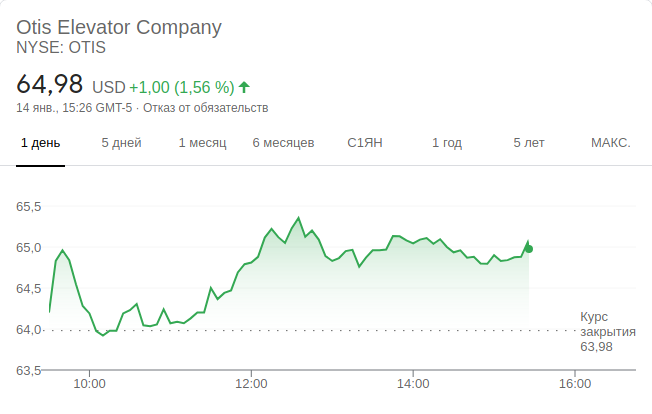 Otis Elevator Company
NYSE: OTIS
64,98 USD +1,00 (1,56 %)
14 янв., 15:26 GMT-5 · Отказ от обязательств
1 день 5 дней 1 месяц 6 месяцев С1ЯН 1 год 5 лет МАКС.
65,5
65,0
64,5
64,0
Курс
закрытия
63,98
63,5
10:00 12:00 14:00 16:00